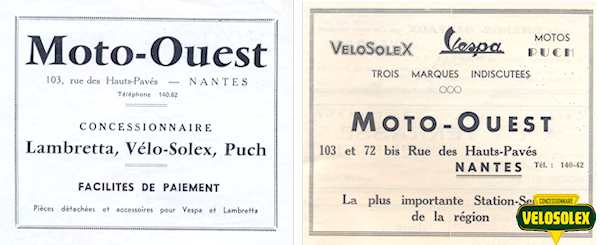 Moto-Ouest
103, rue des Hauts-Pavés — NANTES
Téléphone 140.62
CONCESSIONNAIRE
Lambretta, Vélo-Solex, Puch
FACILITES DE PAIEMENT
Pièces détachées et accessoires pour Vespa et Lambretta
VELOSOLEX
Vespa
MOTOS
PUCH
TROIS MARQUES INDISCUTEES
MOTO-OUEST
103 et 72 bis Rue des Hauts-Pavés
NANTES Tél. : 140-42
La plus importante Station-Se
de la région
CONCESSIONNAIRE
VELOSOLEX